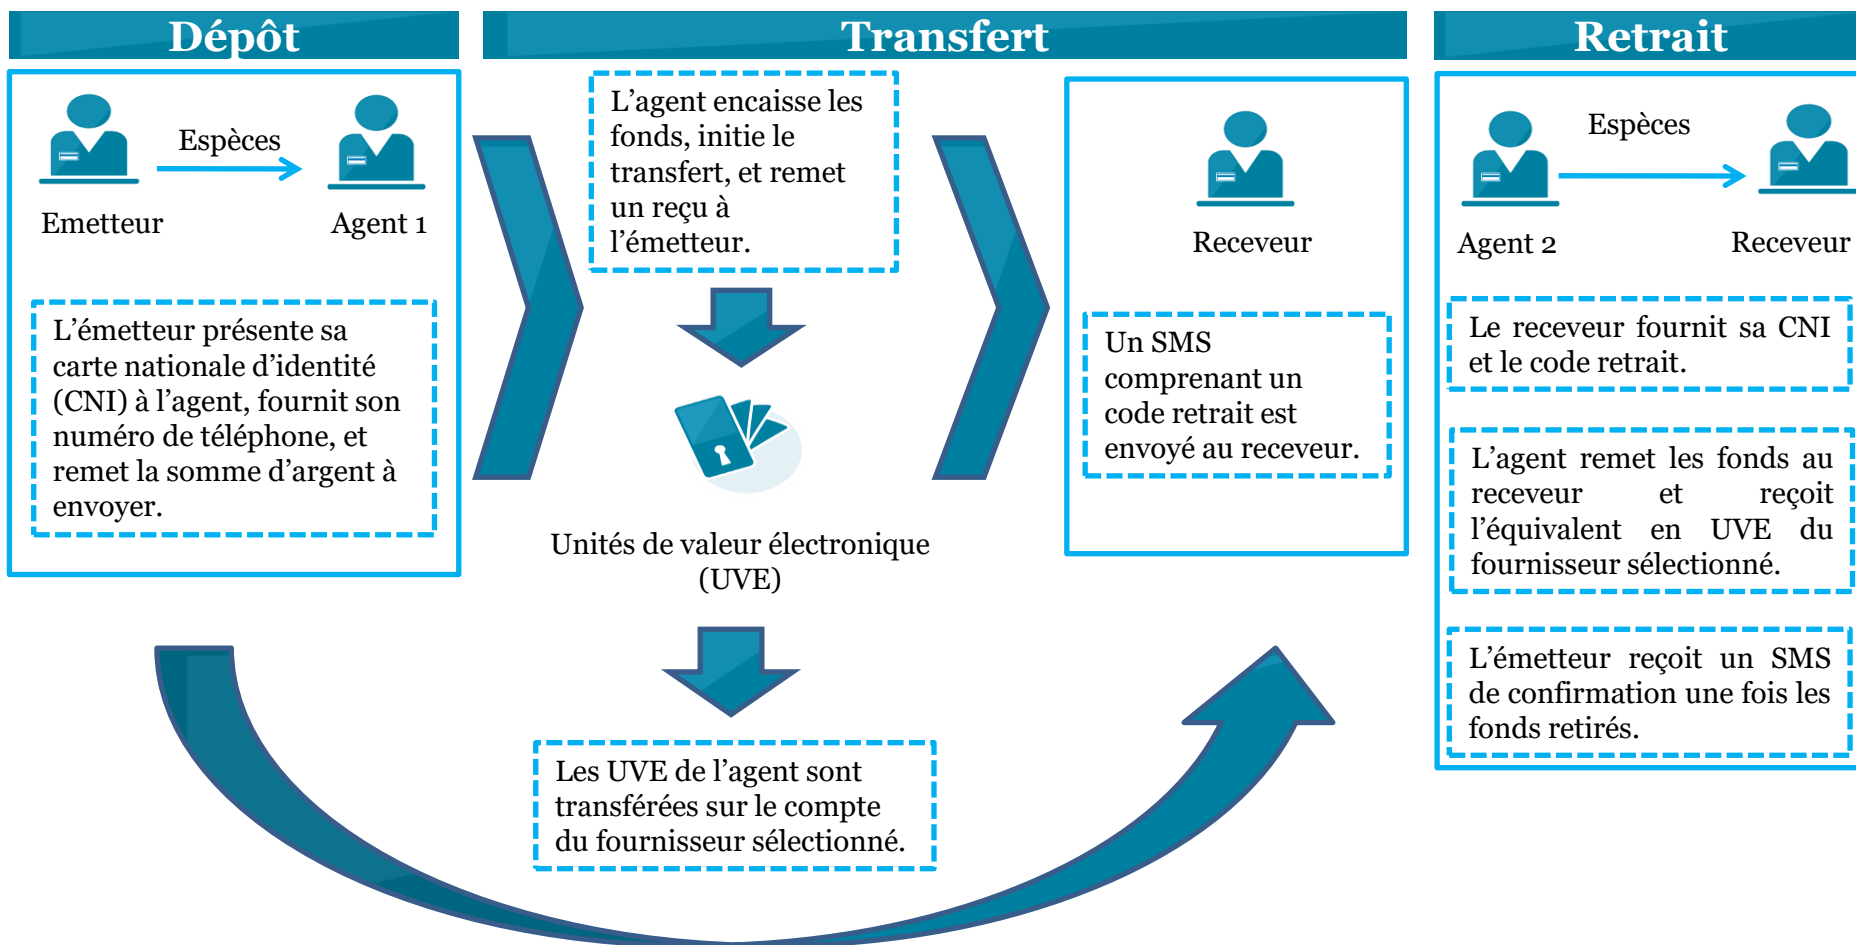 Dépôt
Espèces
Emetteur
Agent 1
L’émetteur présente sa
carte nationale d’identité
(CNI) à l’agent, fournit son
numéro de téléphone, et
remet la somme d’argent à
envoyer.
Transfert
L’agent encaisse les
fonds, initie le
transfert, et remet
un reçu à
l’émetteur.
Unités de valeur électronique
(UVE)
Les UVE de l’agent sont
transférées sur le compte
du fournisseur sélectionné.
Receveur
Un SMS
comprenant un
code retrait est
envoyé au receveur.
Retrait
Espèces
Agent 2
Receveur
Le receveur fournit sa CNI
et le code retrait.
L’agent remet les fonds au
receveur et reçoit
l’équivalent en UVE du
fournisseur sélectionné.
L’émetteur reçoit un SMS
de confirmation une fois les
fonds retirés.